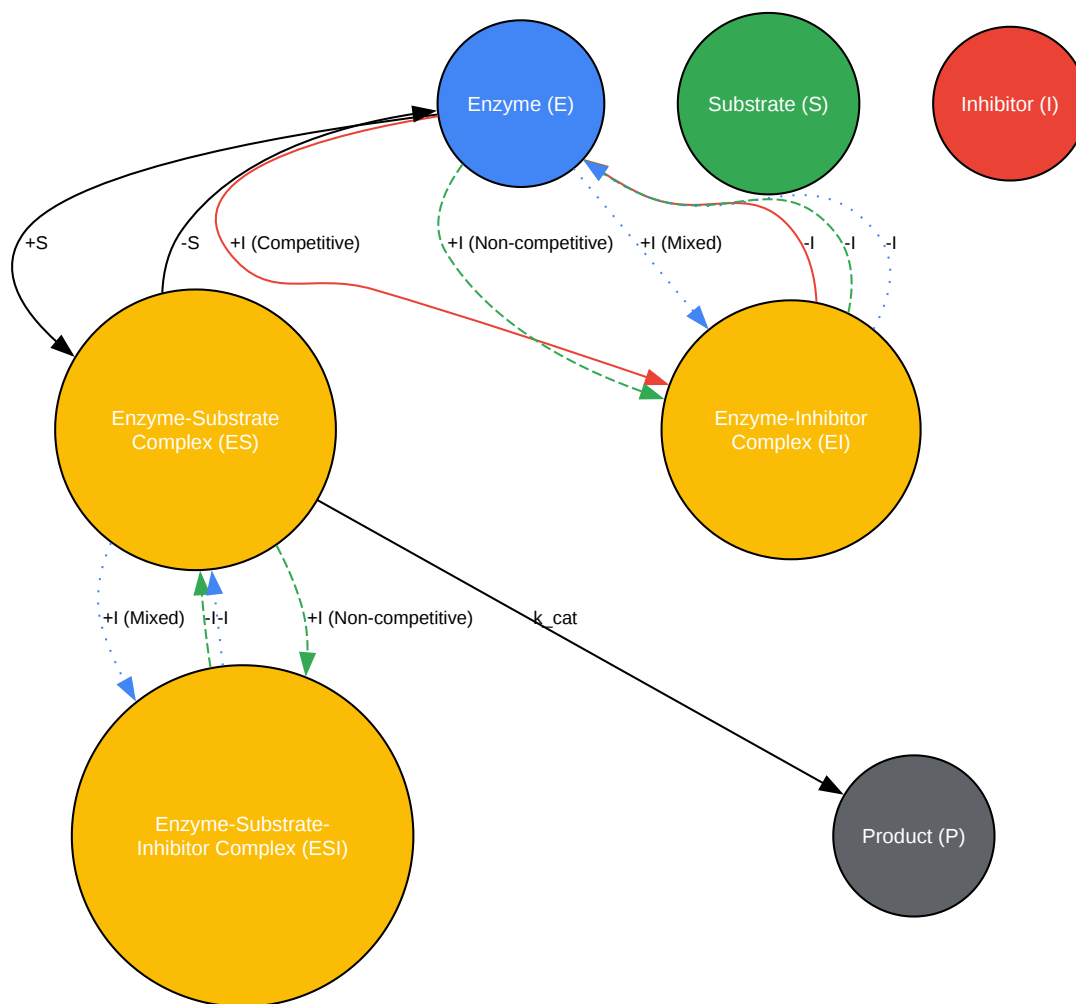 Enzyme (E)
Substrate (S)
Inhibitor (I)
+S
-S
+I (Competitive)
+I (Non-competitive)
+I (Mixed)
-I
-I
-I
Enzyme-Substrate
Complex (ES)
Enzyme-Inhibitor
Complex (EI)
+I (Mixed)
-I
-I
+I (Non-competitive)
k_cat
Enzyme-Substrate-
Inhibitor Complex (ESI)
Product (P)